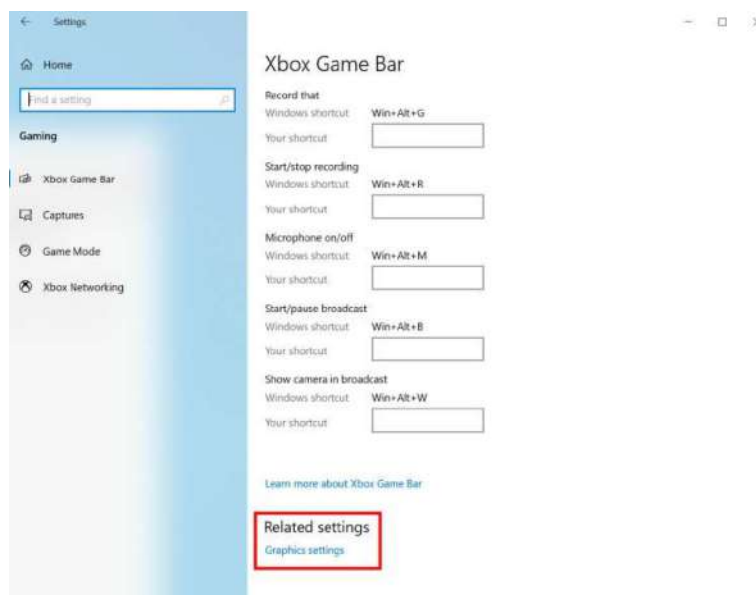 Settings
Home
Find a setting
Gaming
Xbox Game Bar
Captures
Game Mode
Xbox Networking
Xbox Game Bar
Record that
Windows shortcut Win+Alt+G
Your shortcut
Start/stop recording
Windows shortcut Win+Alt+R
Your shortcut
Microphone on/off
Windows shortcut Win+Alt+M
Your shortcut
Start/pause broadcast
Windows shortcut Win+Alt+B
Your shortcut
Show camera in broadcast
Windows shortcut Win+Alt+W
Your shortcut
Learn more about Xbox Game Bar
Related settings
Graphics settings